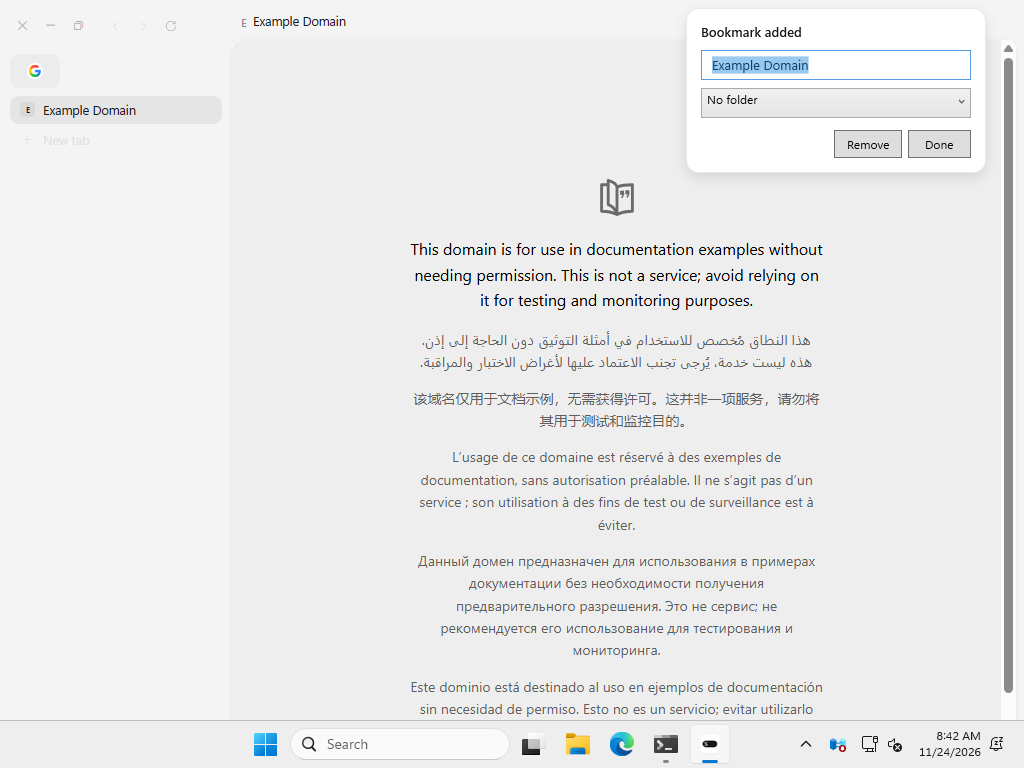 E Example Domain
Bookmark added
Example Domain
No folder
Remove Done
E Example Domain
+ New tab
This domain is for use in documentation examples without
needing permission. This is not a service; avoid relying on
it for testing and monitoring purposes.
هذا النطاق مُخصص للاستخدام في أمثلة التوثيق دون الحاجة إلى إذن.
هذه ليست خدمة، يُرجى تجنب الاعتماد عليها لأغراض الاختبار والمراقبة.
该域名仅用于文档示例，无需获得许可。这并非一项服务，请勿将
其用于测试和监控目的。
L’usage de ce domaine est réservé à des exemples de
documentation, sans autorisation préalable. Il ne s’agit pas d’un
service ; son utilisation à des fins de test ou de surveillance est à
éviter.
Данный домен предназначен для использования в примерах
документации без необходимости получения
предварительного разрешения. Это не сервис; не
рекомендуется его использование для тестирования и
мониторинга.
Este dominio está destinado al uso en ejemplos de documentación
sin necesidad de permiso. Esto no es un servicio; evitar utilizarlo
Search
8:42 AM
11/24/2026